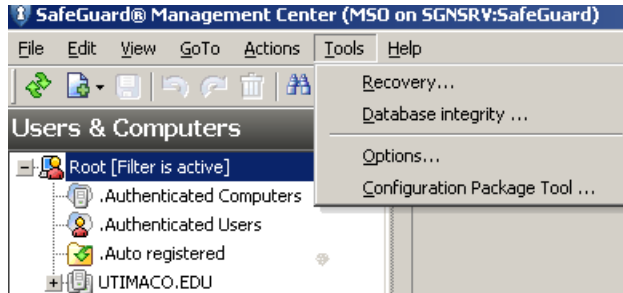 SafeGuard® Management Center (MSO on SGNSRV:SafeGuard)
File Edit View GoTo Actions Tools Help
Recovery...
Database integrity ...
Users & Computers
Options...
Root [Filter is active]
Configuration Package Tool ...
.Authenticated Computers
.Authenticated Users
.Auto registered
UTIMACO.EDU